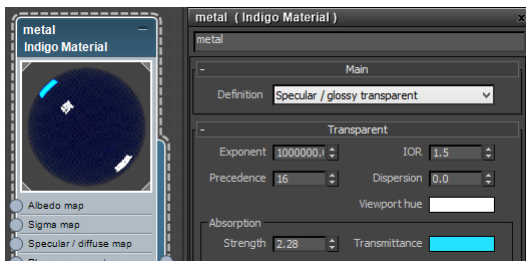 metal
Indigo Material
Albedo map
Sigma map
Specular / diffuse map
metal ( Indigo Material )
x
metal
- Main
Definition Specular / glossy transparent
- Transparent
Exponent 1000000.( IOR 1.5
Precedence 16 Dispersion 0.0
Viewport hue
Absorption
Strength 2.28 Transmittance